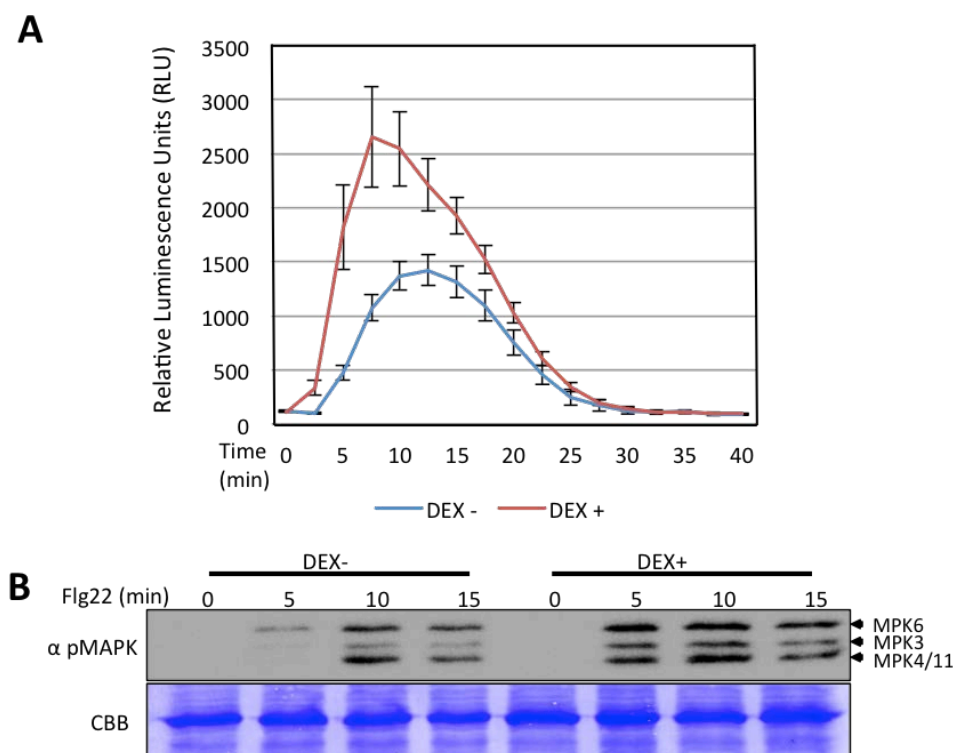 A
Relative Luminescence Units (RLU)
3500
3000
2500
2000
1500
1000
500
0
Time
(min)
0 5 10 15 20 25 30 35 40
DEX - DEX +
B
DEX- DEX+
Flg22 (min) 0 5 10 15 0 5 10 15
α pMAPK
MPK6
MPK3
MPK4/11
CBB